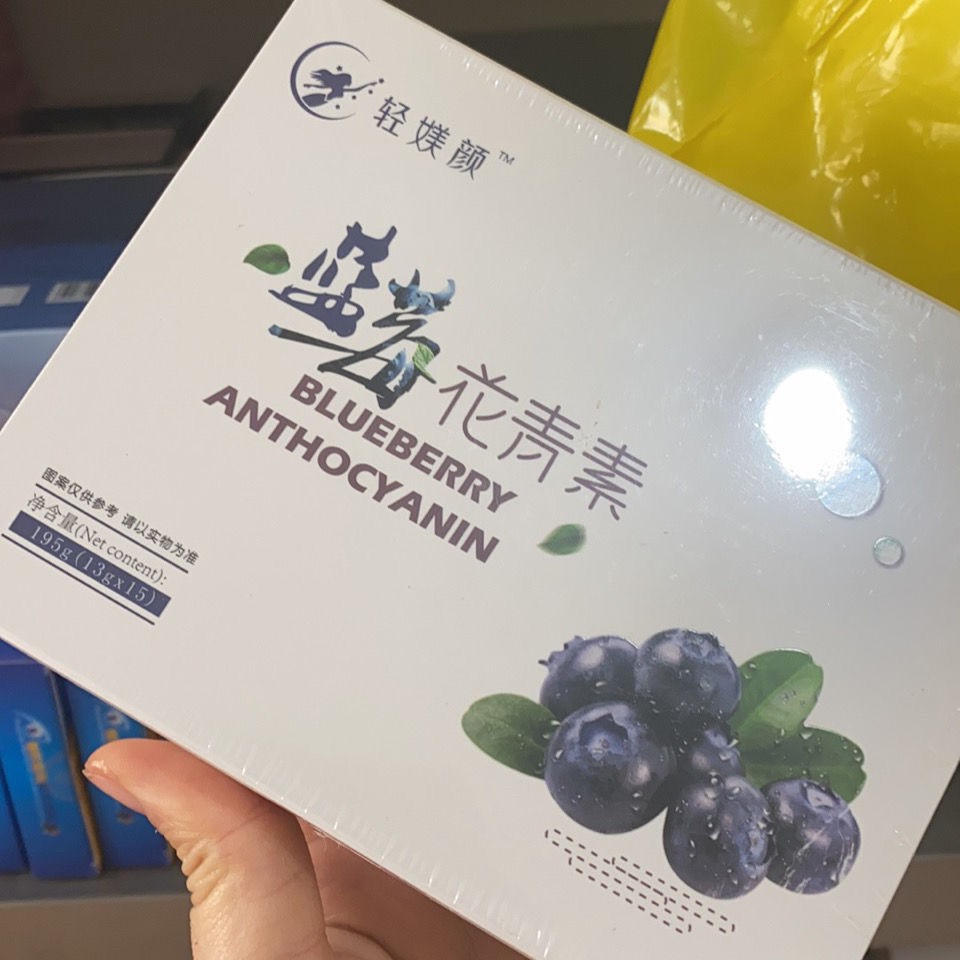 轻媄颜™
蓝莓花青素
BLUEBERRY
ANTHOCYANIN
图案仅供参考 请以实物为准
净含量(Net content):
195g(13gx15)